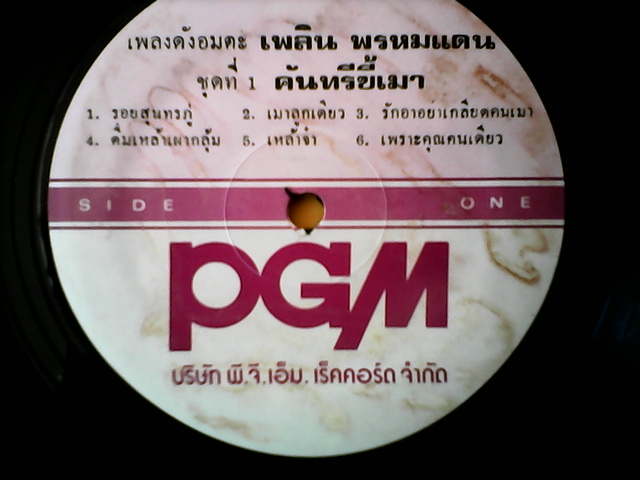 เพลงดังอมตะ เพลิน พรหมแดน
ชุดที่ 1 คันทรีขี้เมา
1. รอยสุนทรภู่ 2. เมาลูกเดียว 3. รักอาอย่าเกลียดคนเมา
4. ดื่มเหล้าเผากลุ้ม 5. เหล้าจ๋า 6. เพราะคุณคนเดียว
SIDE ONE
PGM
บริษัท พี.จี.เอ็ม. เร็คคอร์ด จำกัด